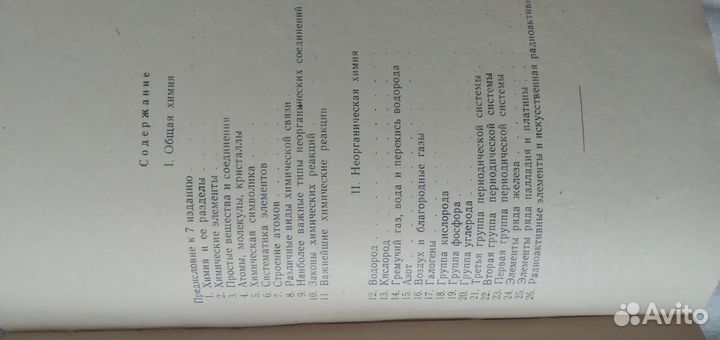 Содержание
I. Общая химия
Предисловие к 7 изданию
1. Химия и ее разделы
2. Химические элементы
3. Простые вещества и соединения
4. Атомы, молекулы, кристаллы
5. Химическая символика
6. Систематика элементов
7. Строение атомов
8. Различные виды химической связи
9. Наиболее важные типы неорганических соединений
10. Законы химических реакций
11. Важнейшие химические реакции
II. Неорганическая химия
12. Водород
13. Кислород
14. Гремучий газ, вода и перекись водорода
15. Азот
16. Воздух и благородные газы
17. Галогены
18. Группа кислорода
19. Группа фосфора
20. Группа углерода
21. Третья группа периодической системы
22. Вторая группа периодической системы
23. Первая группа периодической системы
24. Элементы ряда железа
25. Элементы ряда палладия и платины
26. Радиоактивные элементы и искусственная
Avito